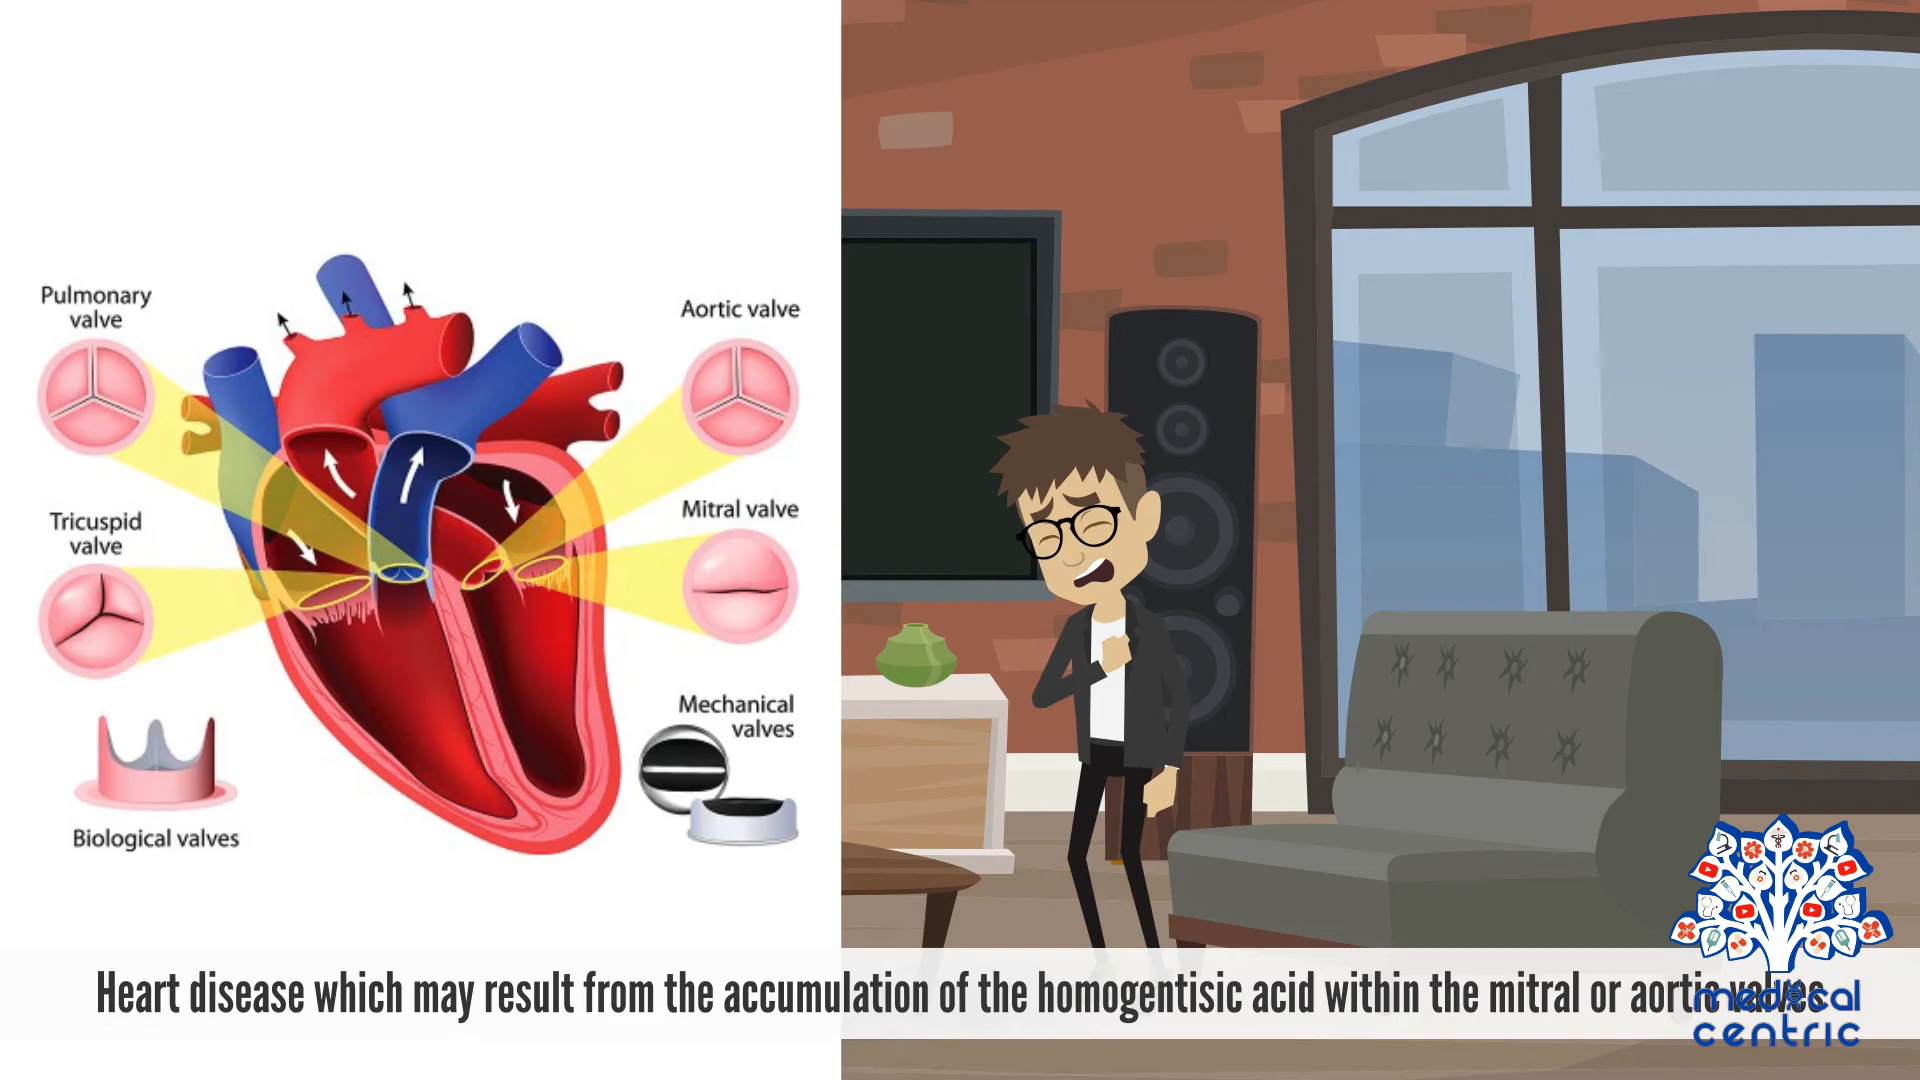 Pulmonary
valve
Aortic valve
Tricuspid
valve
Mitral valve
Mechanical
valves
Biological valves
Heart disease which may result from the accumulation of the homogentisic acid within the mitral or aortic valves
medical
centric